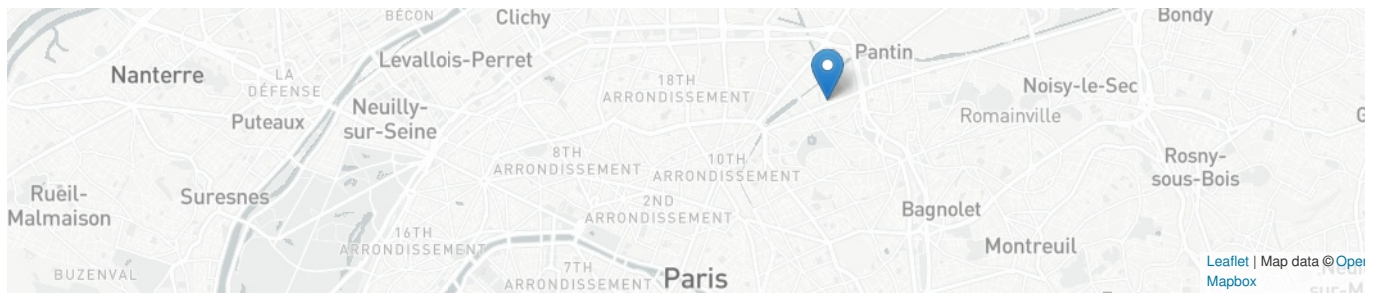 BÉCON
Clichy
Bondy
Levallois-Perret
Pantin
Nanterre
LA
DÉFENSE
18TH
ARRONDISSEMENT
Noisy-le-Sec
Neuilly-
sur-Seine
Puteaux
Romainville
8TH
ARRONDISSEMENT
10TH
ARRONDISSEMENT
Rosny-
sous-Bois
Rueil-
Malmaison
Suresnes
2ND
ARRONDISSEMENT
Bagnolet
16TH
ARRONDISSEMENT
Montreuil
BUZENVAL
7TH
ARRONDISSEMENT
Paris
Leaflet | Map data © Oper
Mapbox